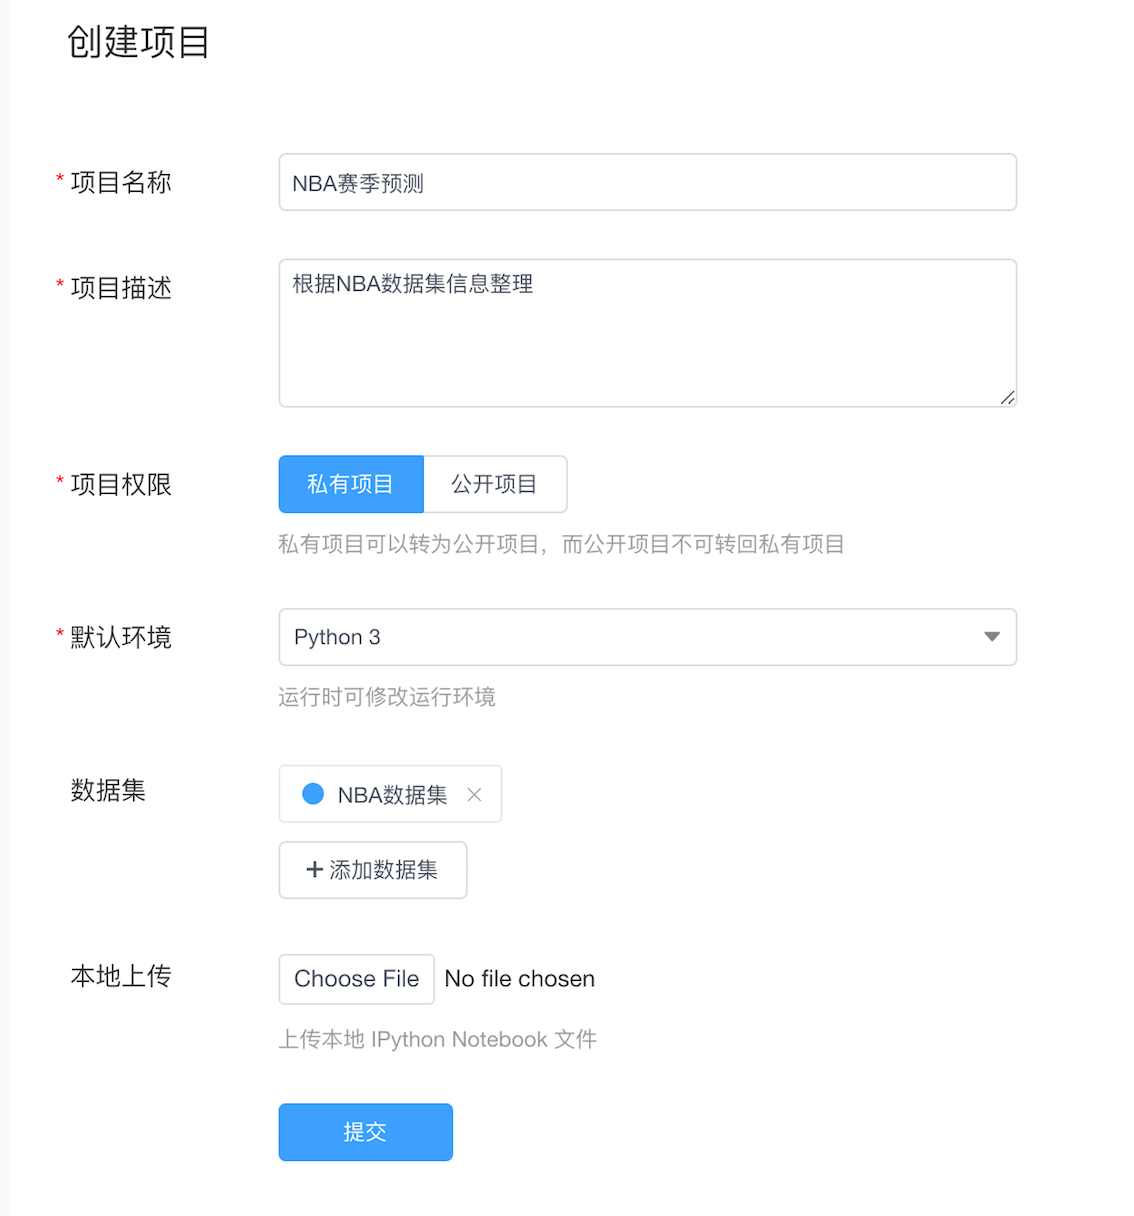 创建项目
* 项目名称
NBA赛季预测
* 项目描述
根据NBA数据集信息整理
* 项目权限
私有项目 公开项目
私有项目可以转为公开项目，而公开项目不可转回私有项目
* 默认环境
Python 3
运行时可修改运行环境
数据集
NBA数据集 ×
+ 添加数据集
本地上传
Choose File No file chosen
上传本地 IPython Notebook 文件
提交